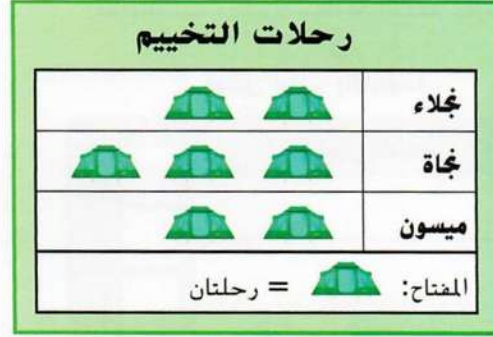 رحلات التخييم
نجلاء
نجاة
ميسون
المفتاح: = رحلتان